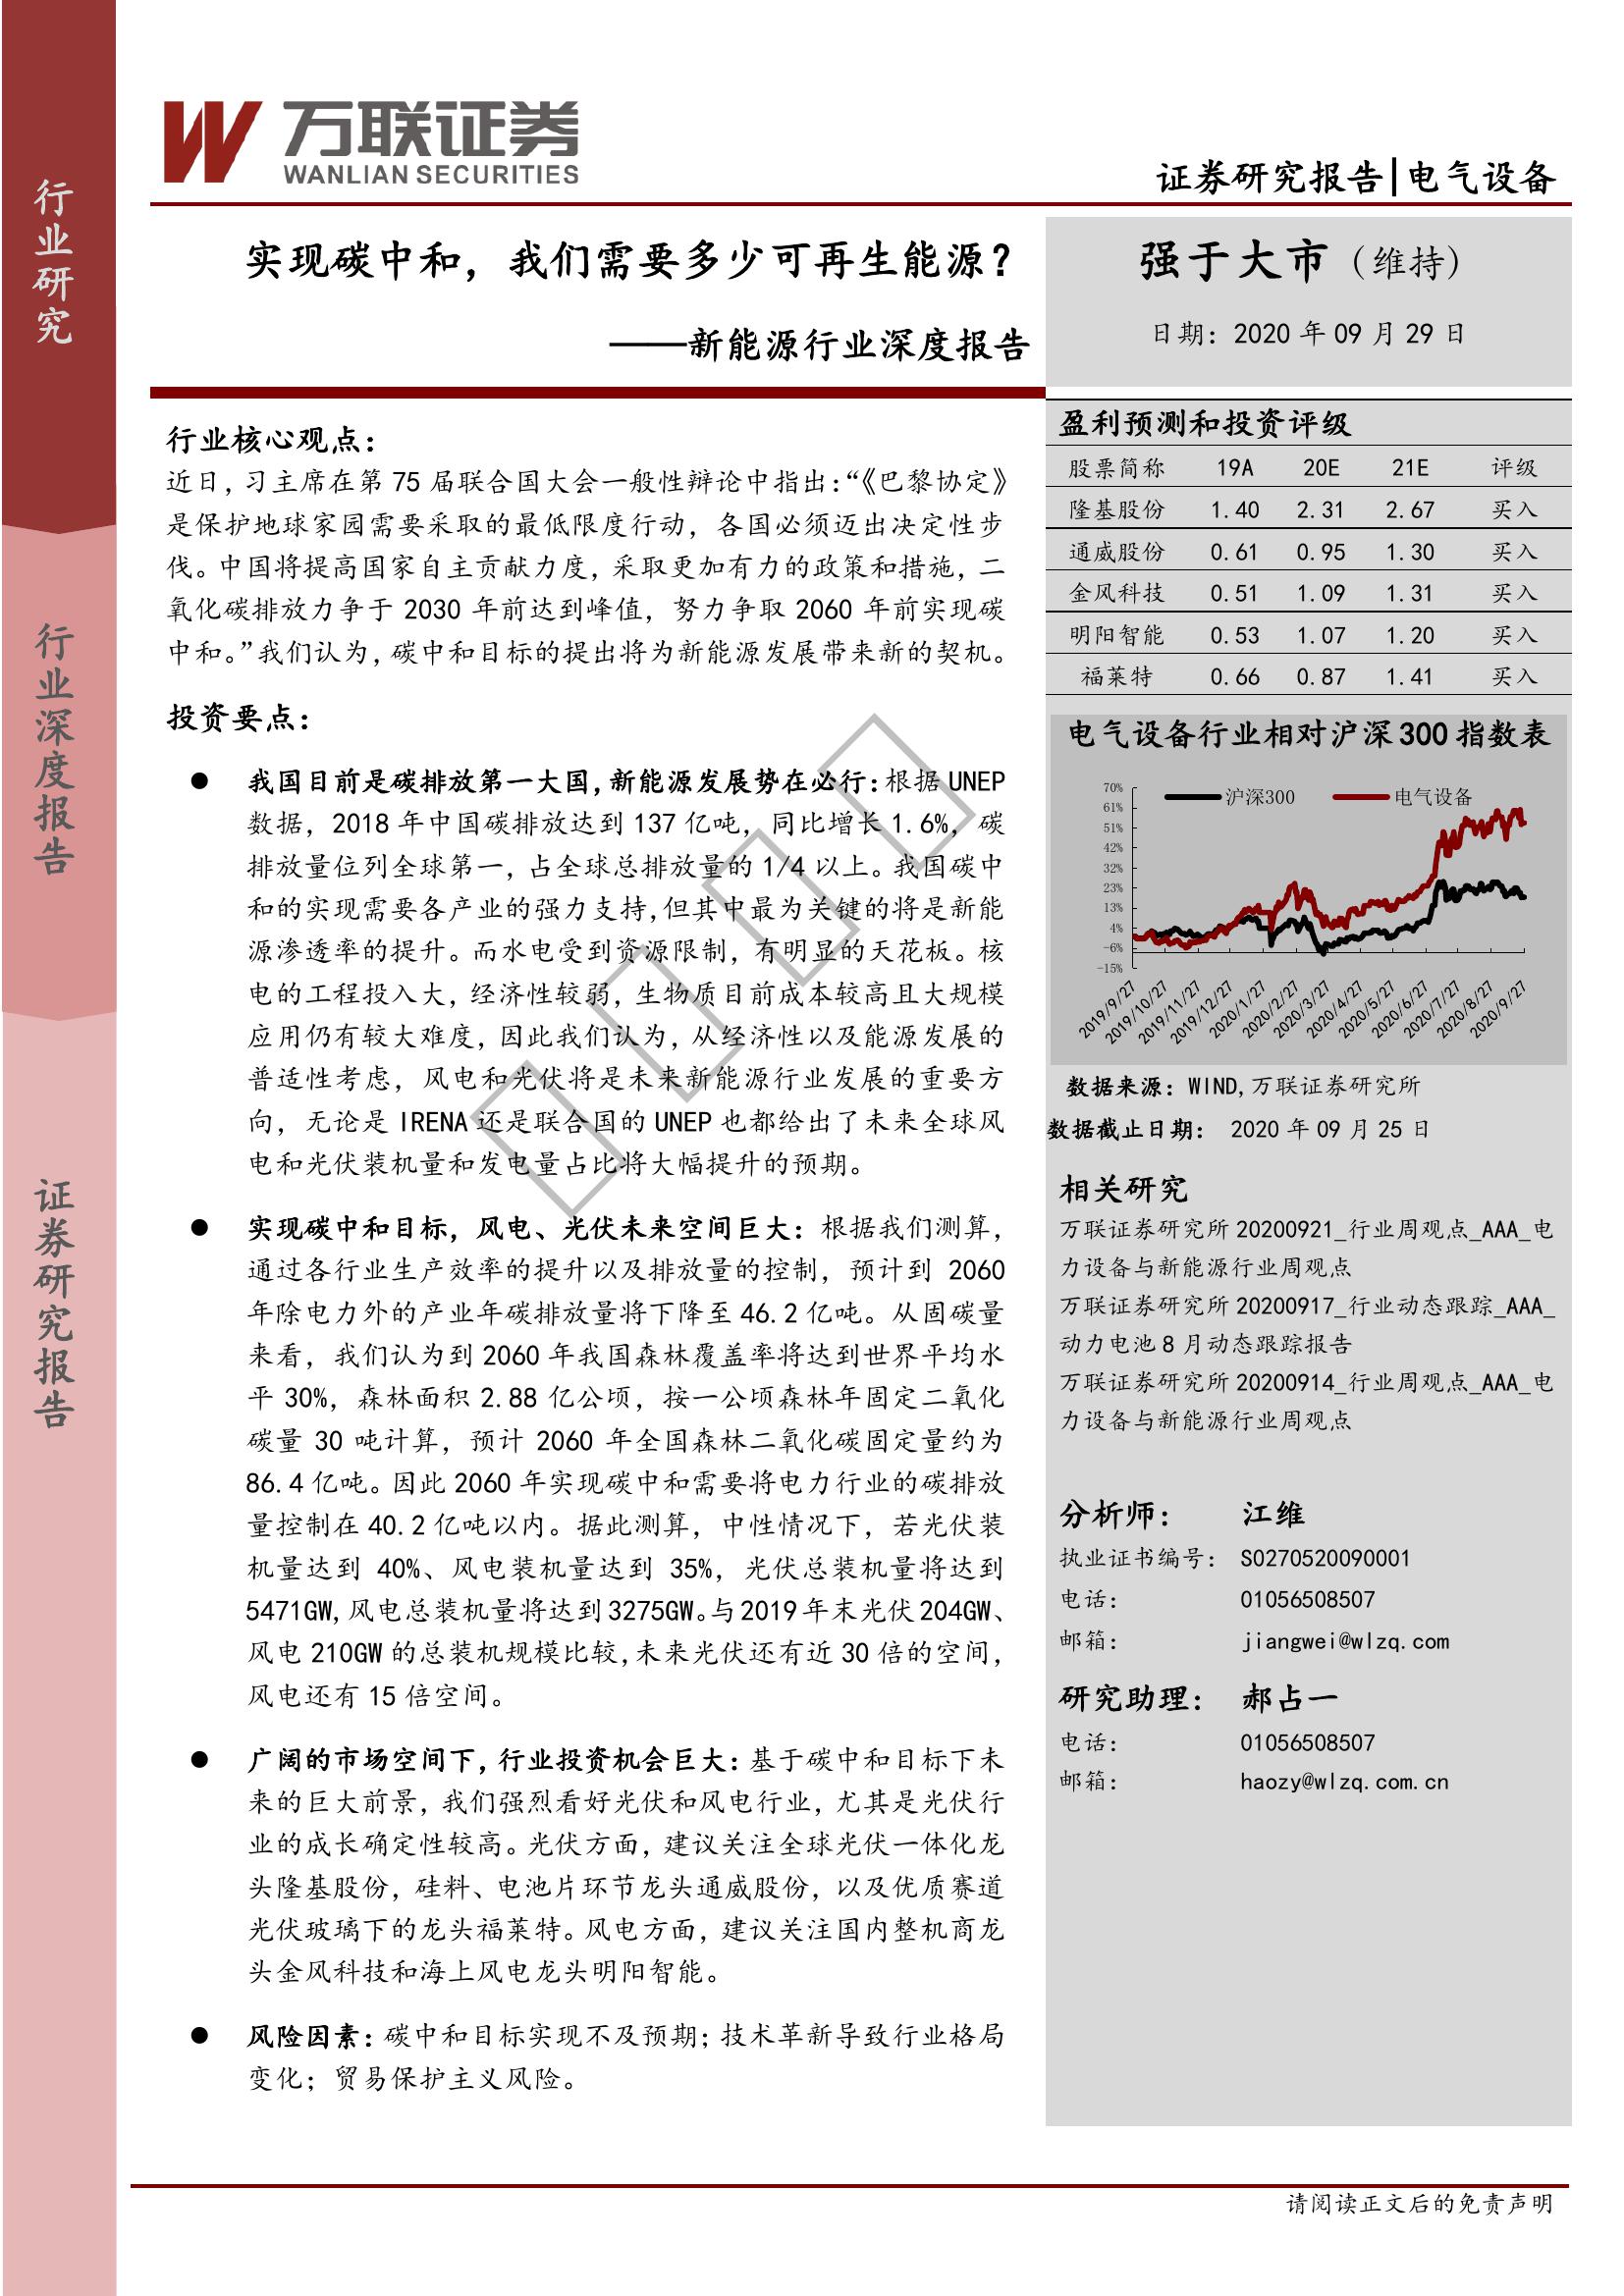 行业研究
行业深度报告
证券研究报告
万联证券
WANLIAN SECURITIES
证券研究报告|电气设备
实现碳中和，我们需要多少可再生能源？
——新能源行业深度报告
强于大市（维持）
日期：2020 年 09 月 29 日
行业核心观点：
近日，习主席在第 75 届联合国大会一般性辩论中指出：“《巴黎协定》
是保护地球家园需要采取的最低限度行动，各国必须迈出决定性步
伐。中国将提高国家自主贡献力度，采取更加有力的政策和措施，二
氧化碳排放力争于 2030 年前达到峰值，努力争取 2060 年前实现碳
中和。”我们认为，碳中和目标的提出将为新能源发展带来新的契机。
投资要点：
● 我国目前是碳排放第一大国，新能源发展势在必行：根据 UNEP
数据，2018 年中国碳排放达到 137 亿吨，同比增长 1.6%，碳
排放量位列全球第一，占全球总排放量的 1/4 以上。我国碳中
和的实现需要各产业的强力支持，但其中最为关键的将是新能
源渗透率的提升。而水电受到资源限制，有明显的天花板。核
电的工程投入大，经济性较弱，生物质目前成本较高且大规模
应用仍有较大难度，因此我们认为，从经济性以及能源发展的
普适性考虑，风电和光伏将是未来新能源行业发展的重要方
向，无论是 IRENA 还是联合国的 UNEP 也都给出了未来全球风
电和光伏装机量和发电量占比将大幅提升的预期。
● 实现碳中和目标，风电、光伏未来空间巨大：根据我们测算，
通过各行业生产效率的提升以及排放量的控制，预计到 2060
年除电力外的产业年碳排放量将下降至 46.2 亿吨。从固碳量
来看，我们认为到 2060 年我国森林覆盖率将达到世界平均水
平 30%，森林面积 2.88 亿公顷，按一公顷森林年固定二氧化
碳量 30 吨计算，预计 2060 年全国森林二氧化碳固定量约为
86.4 亿吨。因此 2060 年实现碳中和需要将电力行业的碳排放
量控制在 40.2 亿吨以内。据此测算，中性情况下，若光伏装
机量达到 40%、风电装机量达到 35%，光伏总装机量将达到
5471GW，风电总装机量将达到 3275GW。与 2019 年末光伏 204GW、
风电 210GW 的总装机规模比较，未来光伏还有近 30 倍的空间，
风电还有 15 倍空间。
● 广阔的市场空间下，行业投资机会巨大：基于碳中和目标下未
来的巨大前景，我们强烈看好光伏和风电行业，尤其是光伏行
业的成长确定性较高。光伏方面，建议关注全球光伏一体化龙
头隆基股份，硅料、电池片环节龙头通威股份，以及优质赛道
光伏玻璃下的龙头福莱特。风电方面，建议关注国内整机商龙
头金风科技和海上风电龙头明阳智能。
● 风险因素：碳中和目标实现不及预期；技术革新导致行业格局
变化；贸易保护主义风险。
盈利预测和投资评级
股票简称 19A 20E 21E 评级
隆基股份 1.40 2.31 2.67 买入
通威股份 0.61 0.95 1.30 买入
金风科技 0.51 1.09 1.31 买入
明阳智能 0.53 1.07 1.20 买入
福莱特 0.66 0.87 1.41 买入
电气设备行业相对沪深 300 指数表
沪深300 电气设备
70%
61%
51%
42%
32%
23%
13%
4%
-6%
-15%
2019/9/27 2019/10/27 2019/11/27 2019/12/27 2020/1/27 2020/2/27 2020/3/27 2020/4/27 2020/5/27 2020/6/27 2020/7/27 2020/8/27 2020/9/27
数据来源：WIND，万联证券研究所
数据截止日期： 2020 年 09 月 25 日
相关研究
万联证券研究所 20200921_行业周观点_AAA_电
力设备与新能源行业周观点
万联证券研究所 20200917_行业动态跟踪_AAA_
动力电池 8 月动态跟踪报告
万联证券研究所 20200914_行业周观点_AAA_电
力设备与新能源行业周观点
分析师： 江维
执业证书编号： S0270520090001
电话： 01056508507
邮箱： jiangwei@wlzq.com
研究助理： 郝占一
电话： 01056508507
邮箱： haozy@wlzq.com.cn
请阅读正文后的免责声明